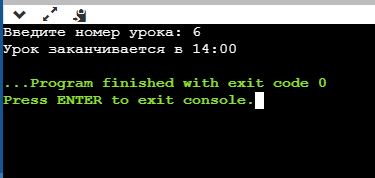 Введите номер урока: 6
Урок заканчивается в 14:00
...Program finished with exit code 0
Press ENTER to exit console.